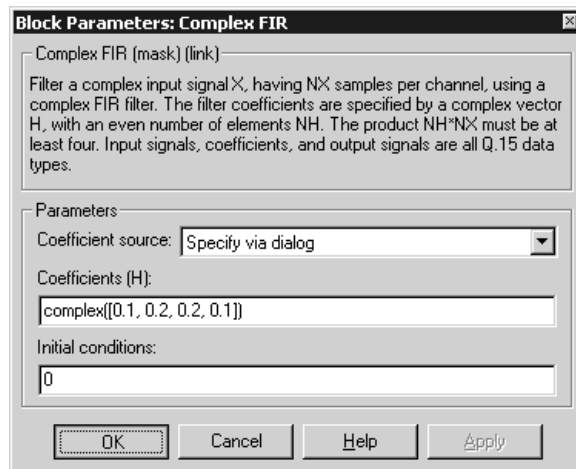 Block Parameters: Complex FIR
Complex FIR (mask) (link)
Filter a complex input signal X, having NX samples per channel, using a
complex FIR filter. The filter coefficients are specified by a complex vector
H, with an even number of elements NH. The product NH*NX must be at
least four. Input signals, coefficients, and output signals are all Q.15 data
types.
Parameters
Coefficient source: Specify via dialog
Coefficients (H):
complex([0.1, 0.2, 0.2, 0.1])
Initial conditions:
0
OK Cancel Help Apply